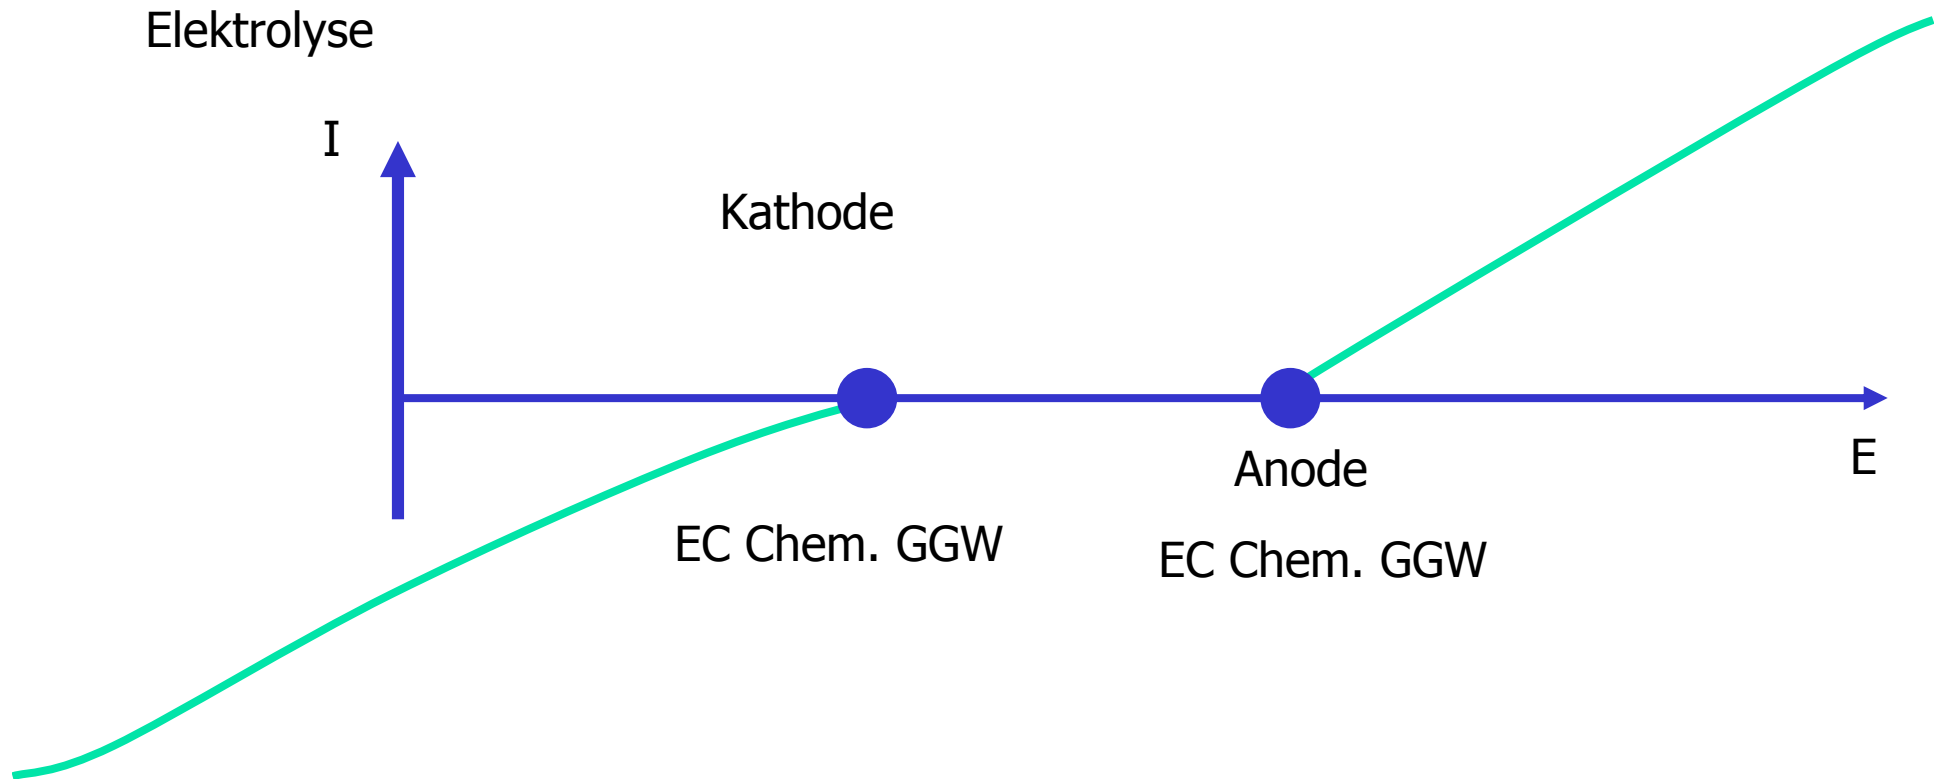 Elektrolyse
I
Kathode
E
Anode
EC Chem. GGW
EC Chem. GGW